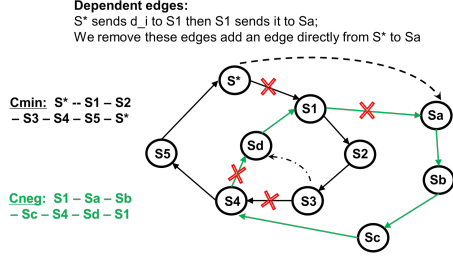 Dependent edges:
S* sends d_i to S1 then S1 sends it to Sa;
We remove these edges add an edge directly from S* to Sa
S*
Cmin: S* -- S1 – S2
– S3 – S4 – S5 – S*
S1
Sa
Sd
S5
S2
Sb
Cneg: S1 – Sa – Sb
– Sc – S4 – Sd – S1
S4
S3
Sc